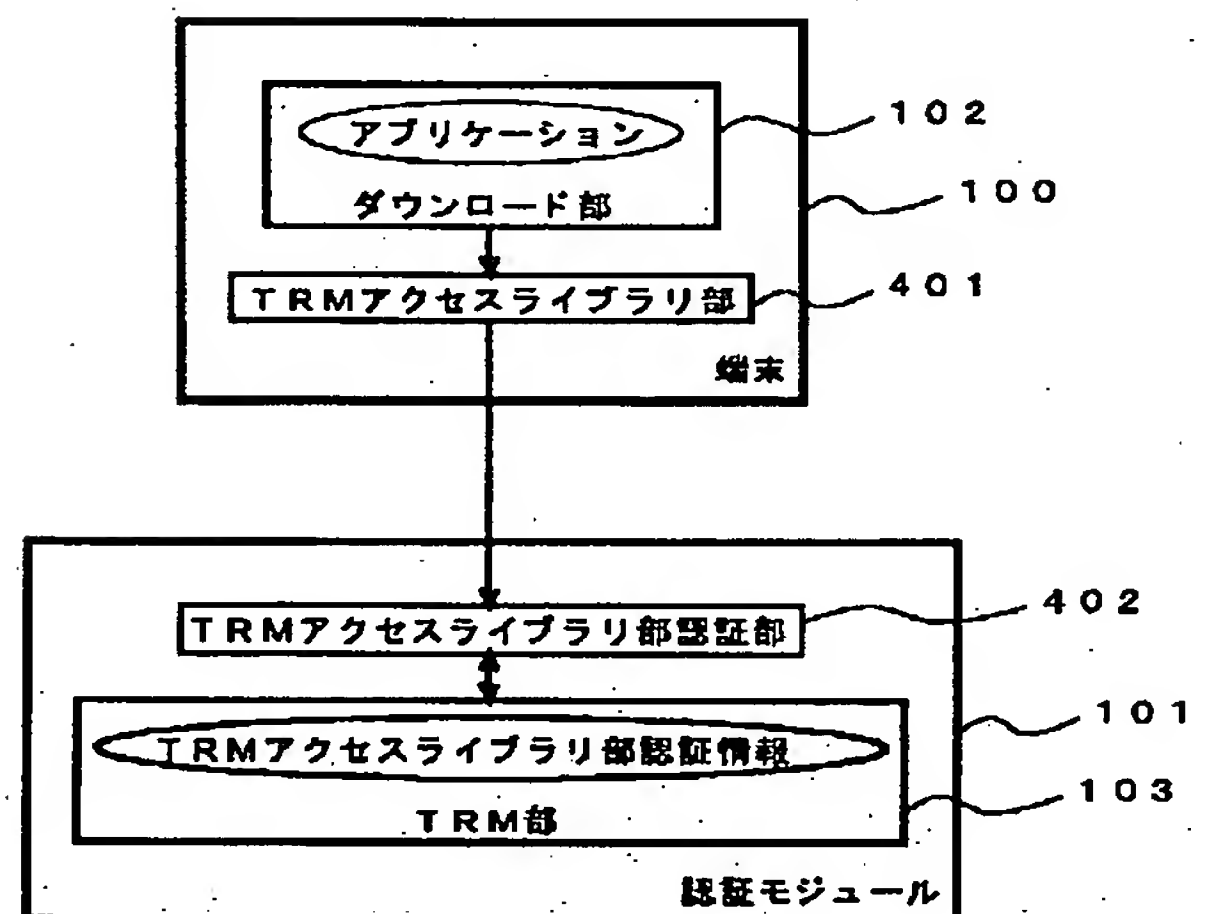 アプリケーション
102
ダウンロード部
100
TRMアクセスライブラリ部
401
端末
TRMアクセスライブラリ部認証部
402
TRMアクセスライブラリ部認証情報
101
103
TRM部
認証モジュール